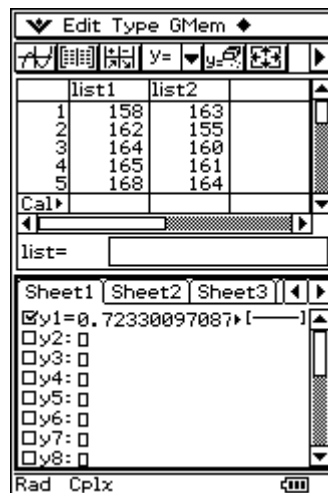 Edit Type GMem ◆
y= ▼ y=
list1 list2
1 158 163
2 162 155
3 164 160
4 165 161
5 168 164
Cal▶
list=
Sheet1 Sheet2 Sheet3
☑y1=0.72330097087▶[—]
□y2:▯
□y3:▯
□y4:▯
□y5:▯
□y6:▯
□y7:▯
□y8:▯
Rad Cplx